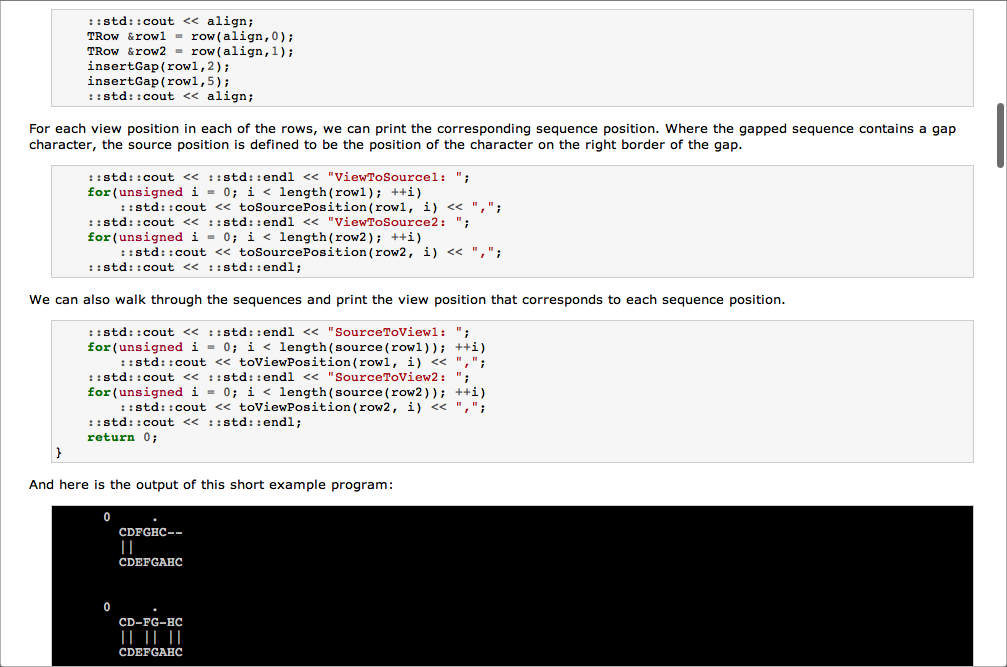 ::std::cout << align;
TRow &row1 = row(align,0);
TRow &row2 = row(align,1);
insertGap(row1,2);
insertGap(row1,5);
::std::cout << align;
For each view position in each of the rows, we can print the corresponding sequence position. Where the gapped sequence contains a gap
character, the source position is defined to be the position of the character on the right border of the gap.
::std::cout << ::std::endl << "ViewToSource1: ";
for(unsigned i = 0; i < length(row1); ++i)
::std::cout << toSourcePosition(row1, i) << ",";
::std::cout << ::std::endl << "ViewToSource2: ";
for(unsigned i = 0; i < length(row2); ++i)
::std::cout << toSourcePosition(row2, i) << ",";
::std::cout << ::std::endl;
We can also walk through the sequences and print the view position that corresponds to each sequence position.
::std::cout << ::std::endl << "SourceToView1: ";
for(unsigned i = 0; i < length(source(row1)); ++i)
::std::cout << toViewPosition(row1, i) << ",";
::std::cout << ::std::endl << "SourceToView2: ";
for(unsigned i = 0; i < length(source(row2)); ++i)
::std::cout << toViewPosition(row2, i) << ",";
::std::cout << ::std::endl;
return 0;
}
And here is the output of this short example program:
0     .
CDFGHC--
||
CDEFGAHC
0     .
CD-FG-HC
|| || ||
CDEFGAHC